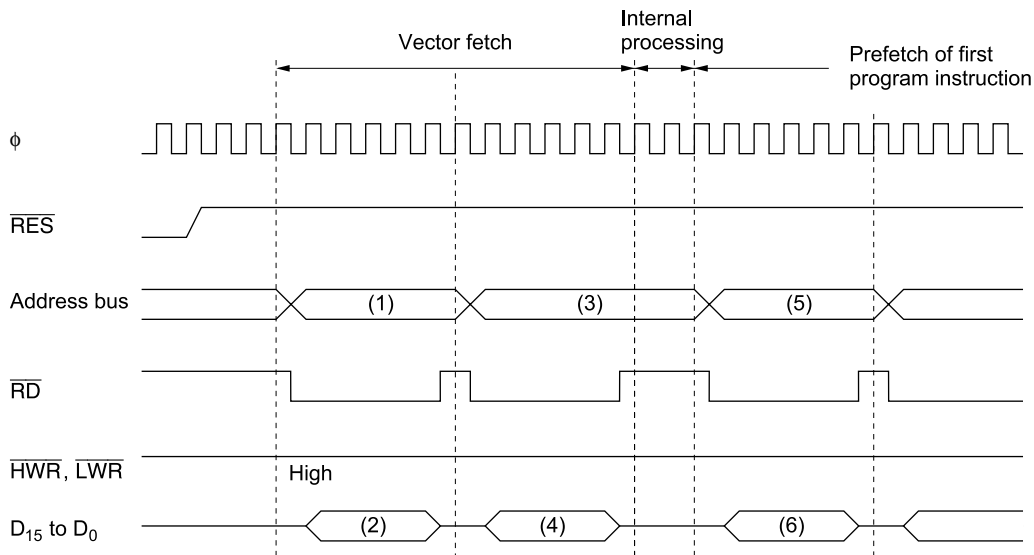 Vector fetch
Internal
processing
Prefetch of first
program instruction
ϕ
RES
Address bus
(1)
(3)
(5)
RD
HWR, LWR
High
D15 to D0
(2)
(4)
(6)